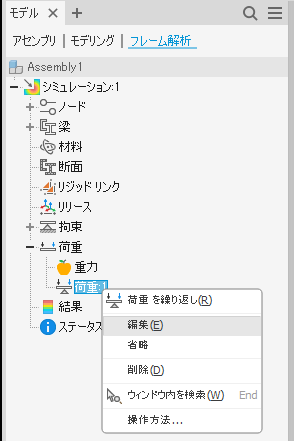 モデル
アセンブリ モデリング フレーム解析
Assembly1
シミュレーション:1
ノード
梁
材料
断面
リジッド リンク
リリース
拘束
荷重
重力
荷重:1
結果
ステータス
荷重 を繰り返し(R)
編集(E)
省略
削除(D)
ウィンドウ内を検索(W) End
操作方法...